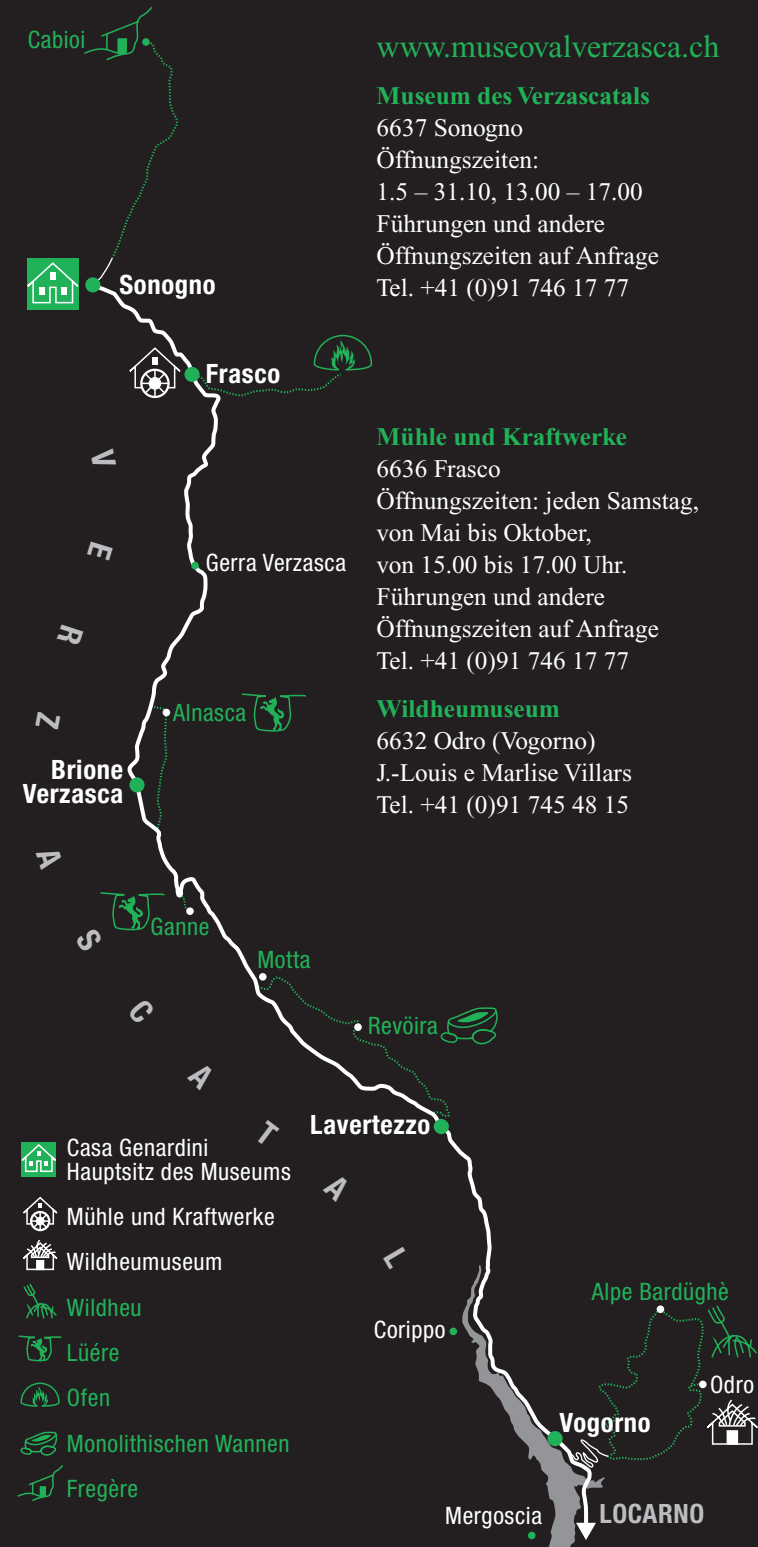 Cabioi
www.museovalverzasca.ch
Museum des Verzascatals
6637 Sonogno
Öffnungszeiten:
1.5 – 31.10, 13.00 – 17.00
Führungen und andere
Öffnungszeiten auf Anfrage
Tel. +41 (0)91 746 17 77
Sonogno
Frasco
Mühle und Kraftwerke
6636 Frasco
Öffnungszeiten: jeden Samstag,
von Mai bis Oktober,
von 15.00 bis 17.00 Uhr.
Führungen und andere
Öffnungszeiten auf Anfrage
Tel. +41 (0)91 746 17 77
Gerra Verzasca
Wildheumuseum
6632 Odro (Vogorno)
J.-Louis e Marlise Villars
Tel. +41 (0)91 745 48 15
Alnasca
Brione
Verzasca
VERZASCATAL
Ganne
Motta
Revöira
Lavertezzo
Casa Genardini
Hauptsitz des Museums
Mühle und Kraftwerke
Wildheumuseum
Wildheu
Lüére
Ofen
Monolithischen Wannen
Fregère
Alpe Bardüghè
Corippo
Odro
Vogorno
Mergoscia
LOCARNO